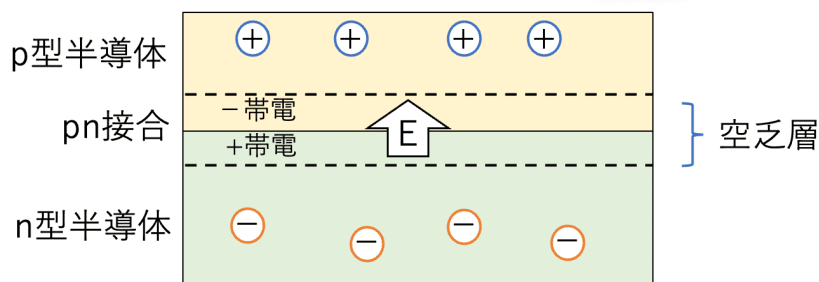 + + + +
p型半導体
−帯電
pn接合
E
+帯電
空乏層
n型半導体
− − − −